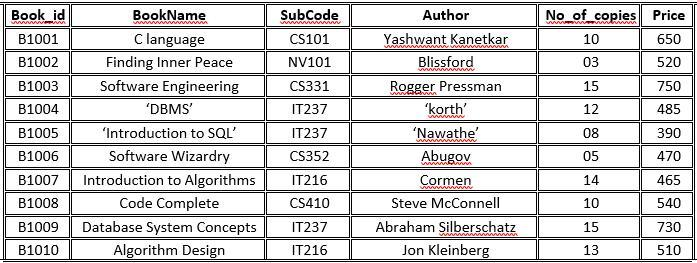 Book_id BookName SubCode Author No_of_copies Price
B1001 C language CS101 Yashwant Kanetkar 10 650
B1002 Finding Inner Peace NV101 Blissford 03 520
B1003 Software Engineering CS331 Rogger Pressman 15 750
B1004 ‘DBMS’ IT237 ‘korth’ 12 485
B1005 ‘Introduction to SQL’ IT237 ‘Nawathe’ 08 390
B1006 Software Wizardry CS352 Abugov 05 470
B1007 Introduction to Algorithms IT216 Cormen 14 465
B1008 Code Complete CS410 Steve McConnell 10 540
B1009 Database System Concepts IT237 Abraham Silberschatz 15 730
B1010 Algorithm Design IT216 Jon Kleinberg 13 510